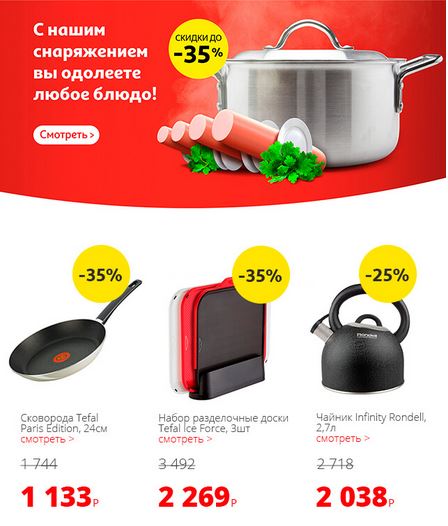 С нашим
снаряжением
вы одолеете
любое блюдо!
СКИДКИ ДО
-35%
Смотреть >
-35%
-35%
-25%
RONDELL
Сковорода Tefal
Paris Edition, 24см
смотреть >
1 744
1 133 Р
Набор разделочные доски
Tefal Ice Force, 3шт
смотреть >
3 492
2 269 Р
Чайник Infinity Rondell,
2,7л
смотреть >
2 718
2 038 Р